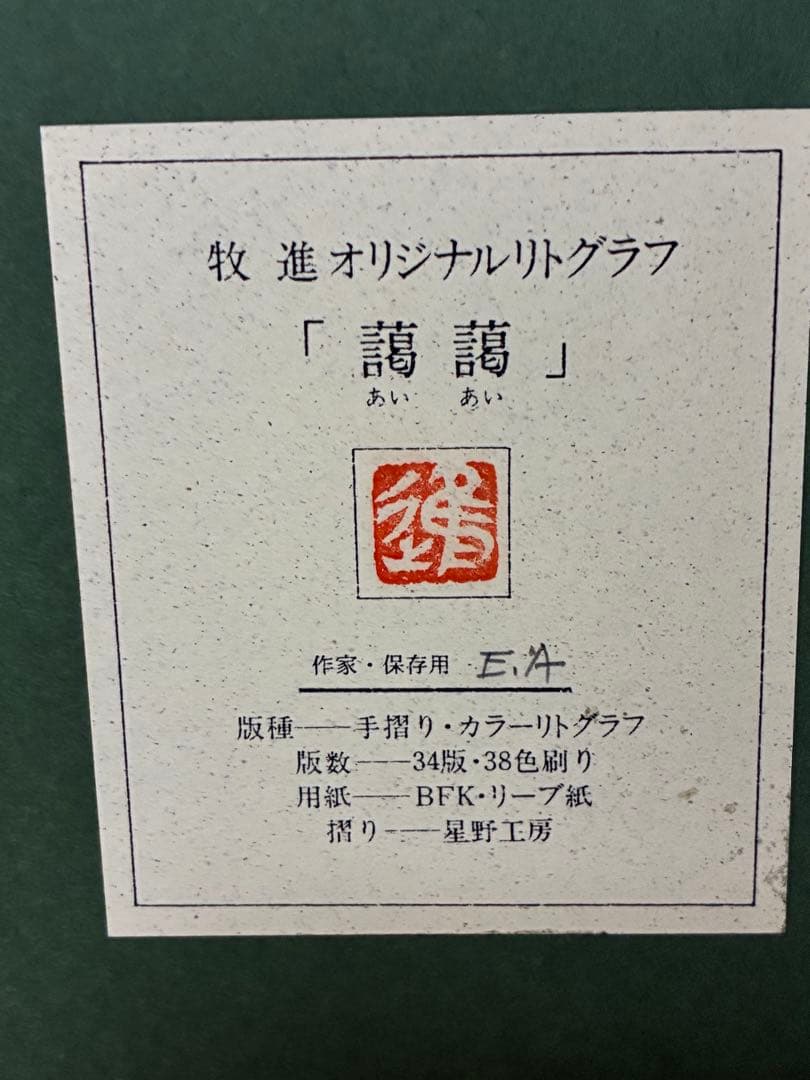 牧 進オリジナルリトグラフ
「藹藹」
あい あい
進
作家・保存用 E.A
版種――手摺り・カラーリトグラフ
版数――34版・38色刷り
用紙――BFK・リーブ紙
摺り――星野工房